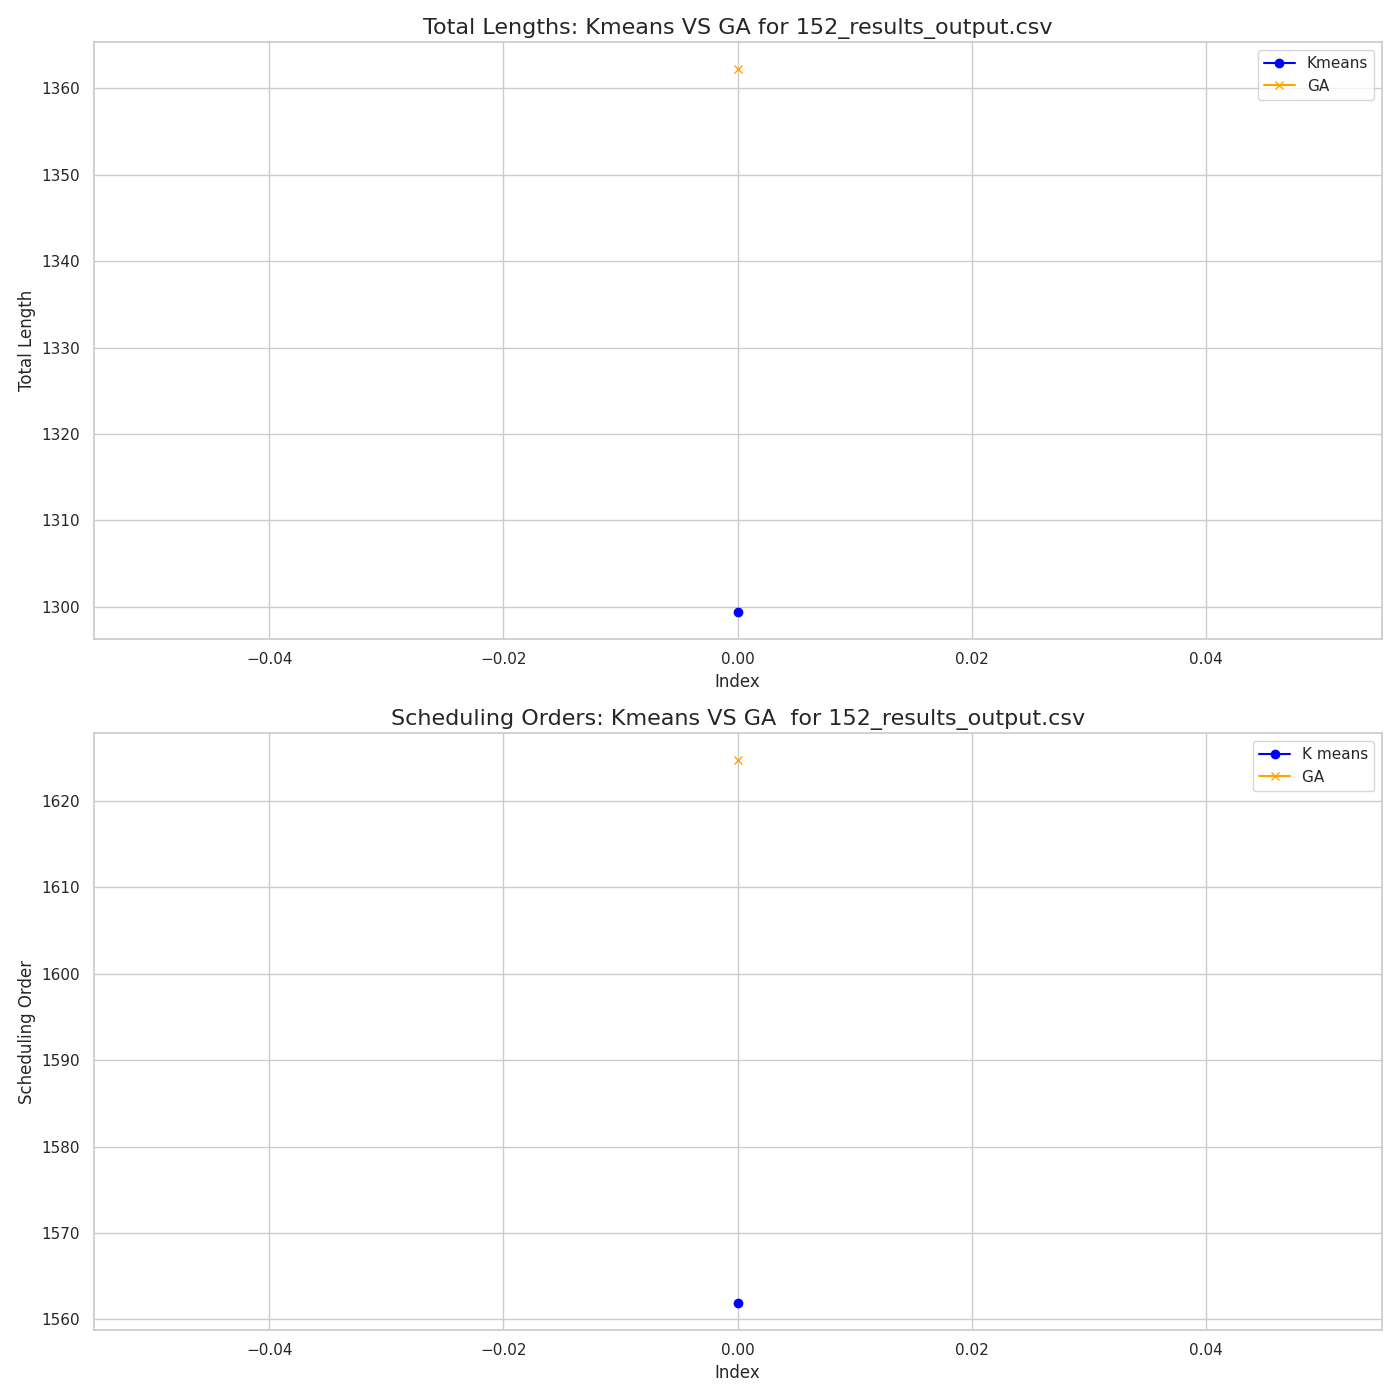 Total Lengths: Kmeans VS GA for 152_results_output.csv
Kmeans
GA
1360
1350
1340
1330
1320
1310
1300
Total Length
−0.04
−0.02
0.00
0.02
0.04
Index
Scheduling Orders: Kmeans VS GA  for 152_results_output.csv
K means
GA
1620
1610
1600
1590
1580
1570
1560
Scheduling Order
−0.04
−0.02
0.00
0.02
0.04
Index